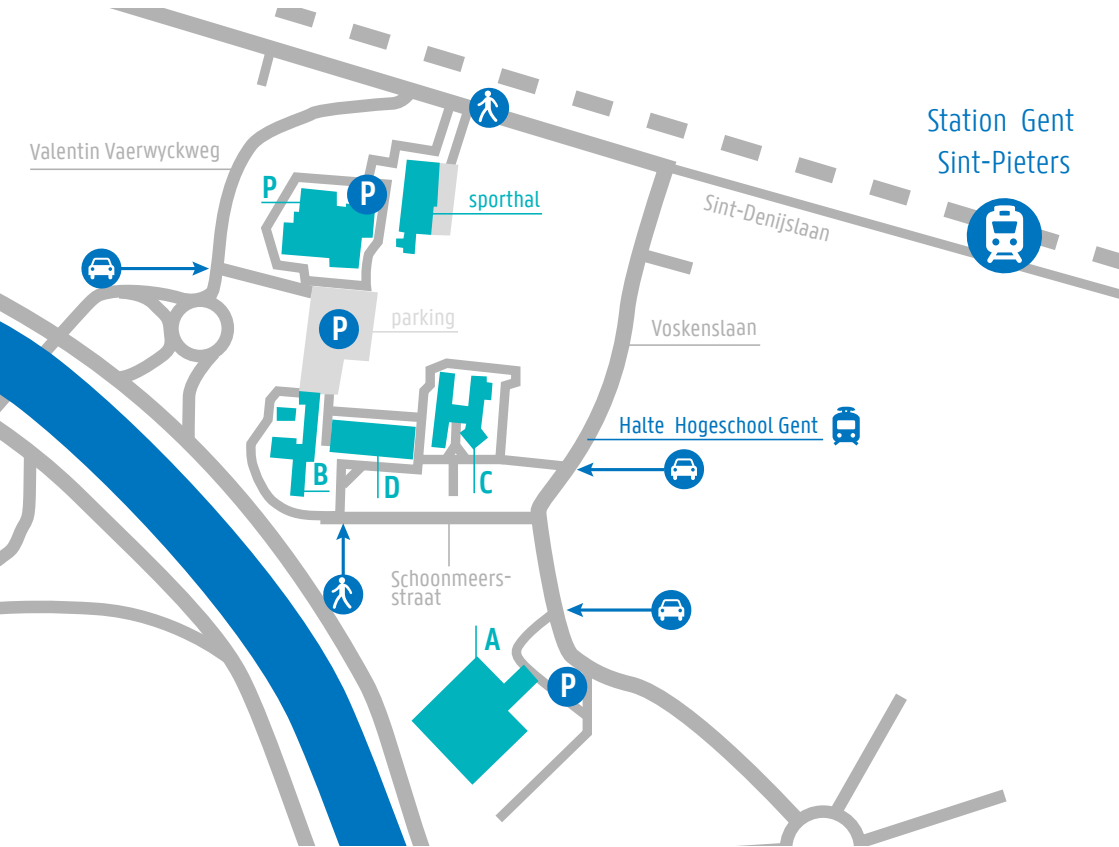 Station Gent
Sint-Pieters
Valentin Vaerwyckweg
P
P
sporthal
Sint-Denijslaan
P
parking
Voskenslaan
Halte Hogeschool Gent
B
D
C
Schoonmeers-
straat
A
P